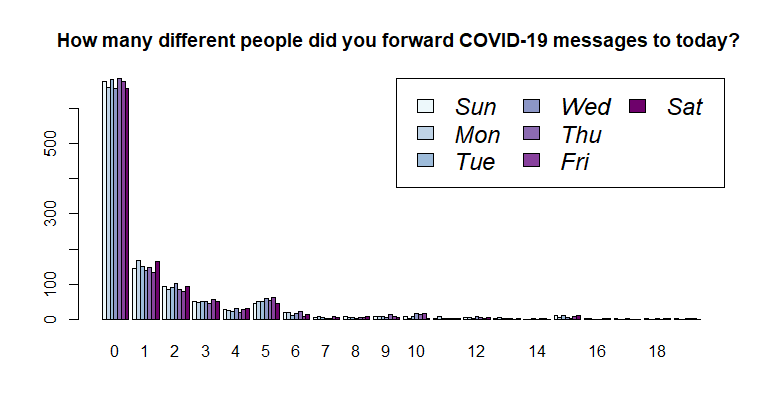 How many different people did you forward COVID-19 messages to today?
Sun Wed Sat
Mon Thu
Tue Fri
500
300
100
0
0 1 2 3 4 5 6 7 8 9 10 12 14 16 18